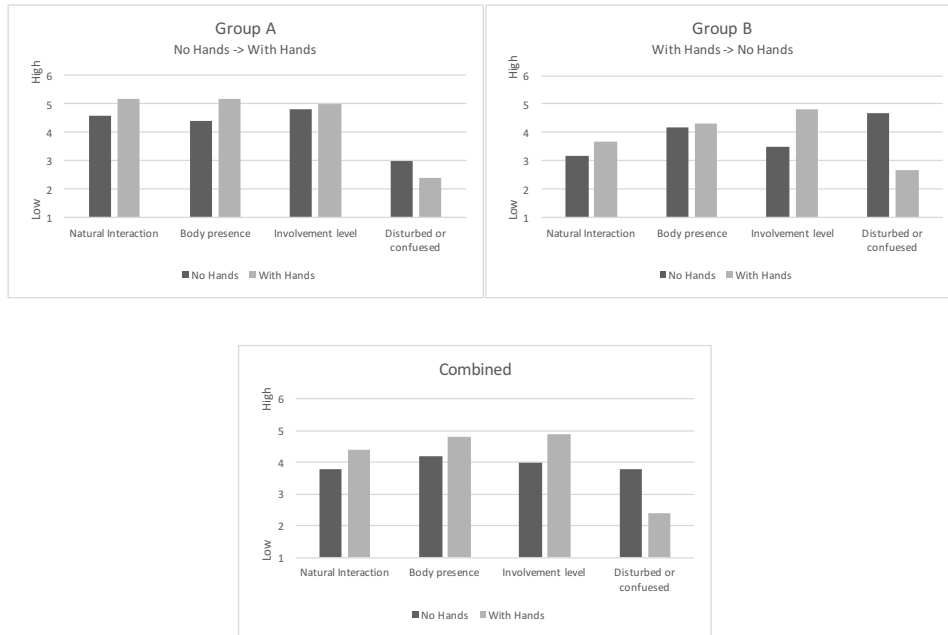 Group A
No Hands -> With Hands
High
6
5
4
3
2
Low
1
Natural Interaction Body presence Involvement level Disturbed or
confuesed
No Hands With Hands
Group B
With Hands -> No Hands
High
6
5
4
3
2
Low
1
Natural Interaction Body presence Involvement level Disturbed or
confuesed
No Hands With Hands
Combined
High
6
5
4
3
2
Low
1
Natural Interaction Body presence Involvement level Disturbed or
confuesed
No Hands With Hands